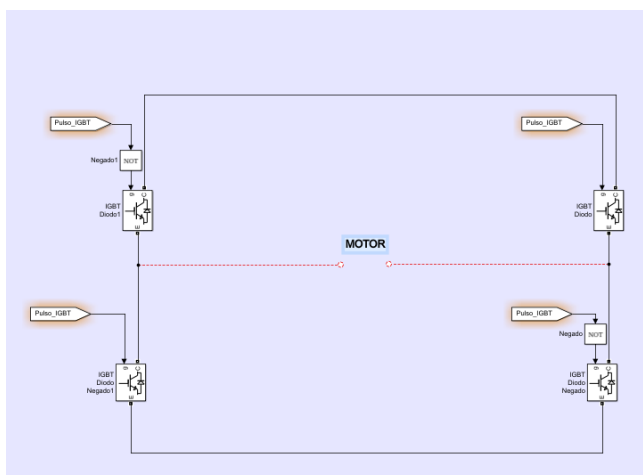 Pulso_IGBT
Pulso_IGBT
Negado1
NOT
g
C
IGBT
Diodo1
E
g
C
IGBT
Diodo
E
MOTOR
Pulso_IGBT
Pulso_IGBT
Negado
NOT
g
C
IGBT
Diodo
Negado1
E
g
C
IGBT
Diodo
Negado
E